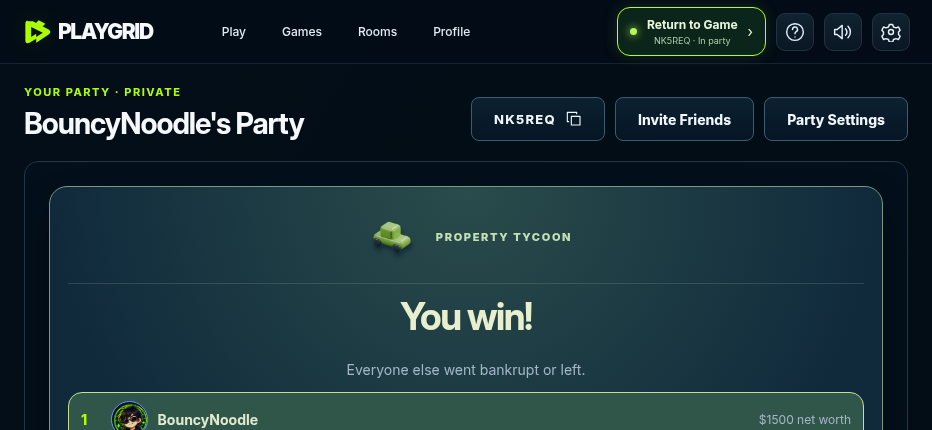 PLAYGRID
Play
Games
Rooms
Profile
Return to Game
NK5REQ · In party
YOUR PARTY · PRIVATE
BouncyNoodle's Party
NK5REQ
Invite Friends
Party Settings
PROPERTY TYCOON
You win!
Everyone else went bankrupt or left.
1 BouncyNoodle $1500 net worth